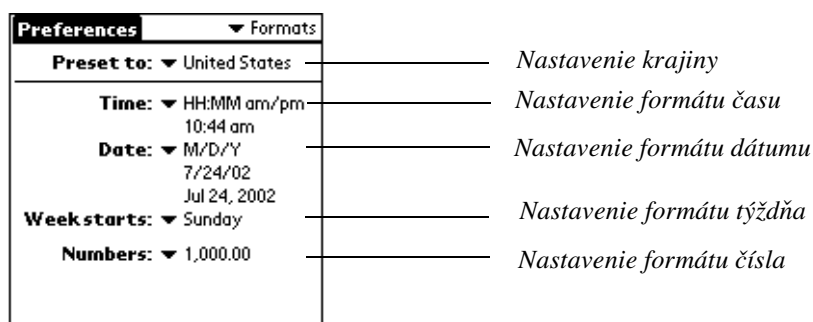 Preferences ▼ Formats
Preset to: ▼ United States Nastavenie krajiny
Time: ▼ HH:MM am/pm Nastavenie formátu času
10:44 am
Date: ▼ M/D/Y Nastavenie formátu dátumu
7/24/02
Jul 24, 2002
Week starts: ▼ Sunday Nastavenie formátu týždňa
Numbers: ▼ 1,000.00 Nastavenie formátu čísla